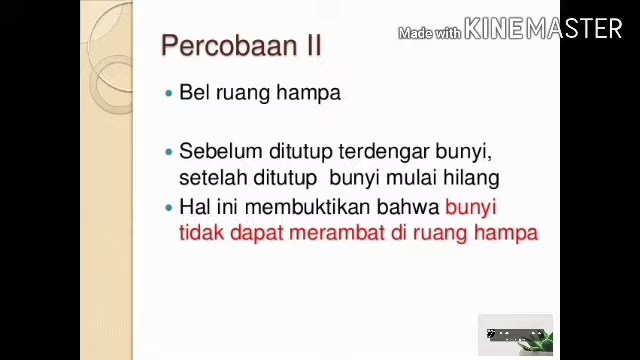 Percobaan II
Made with KINEMASTER
Bel ruang hampa
Sebelum ditutup terdengar bunyi,
setelah ditutup bunyi mulai hilang
Hal ini membuktikan bahwa bunyi
tidak dapat merambat di ruang hampa